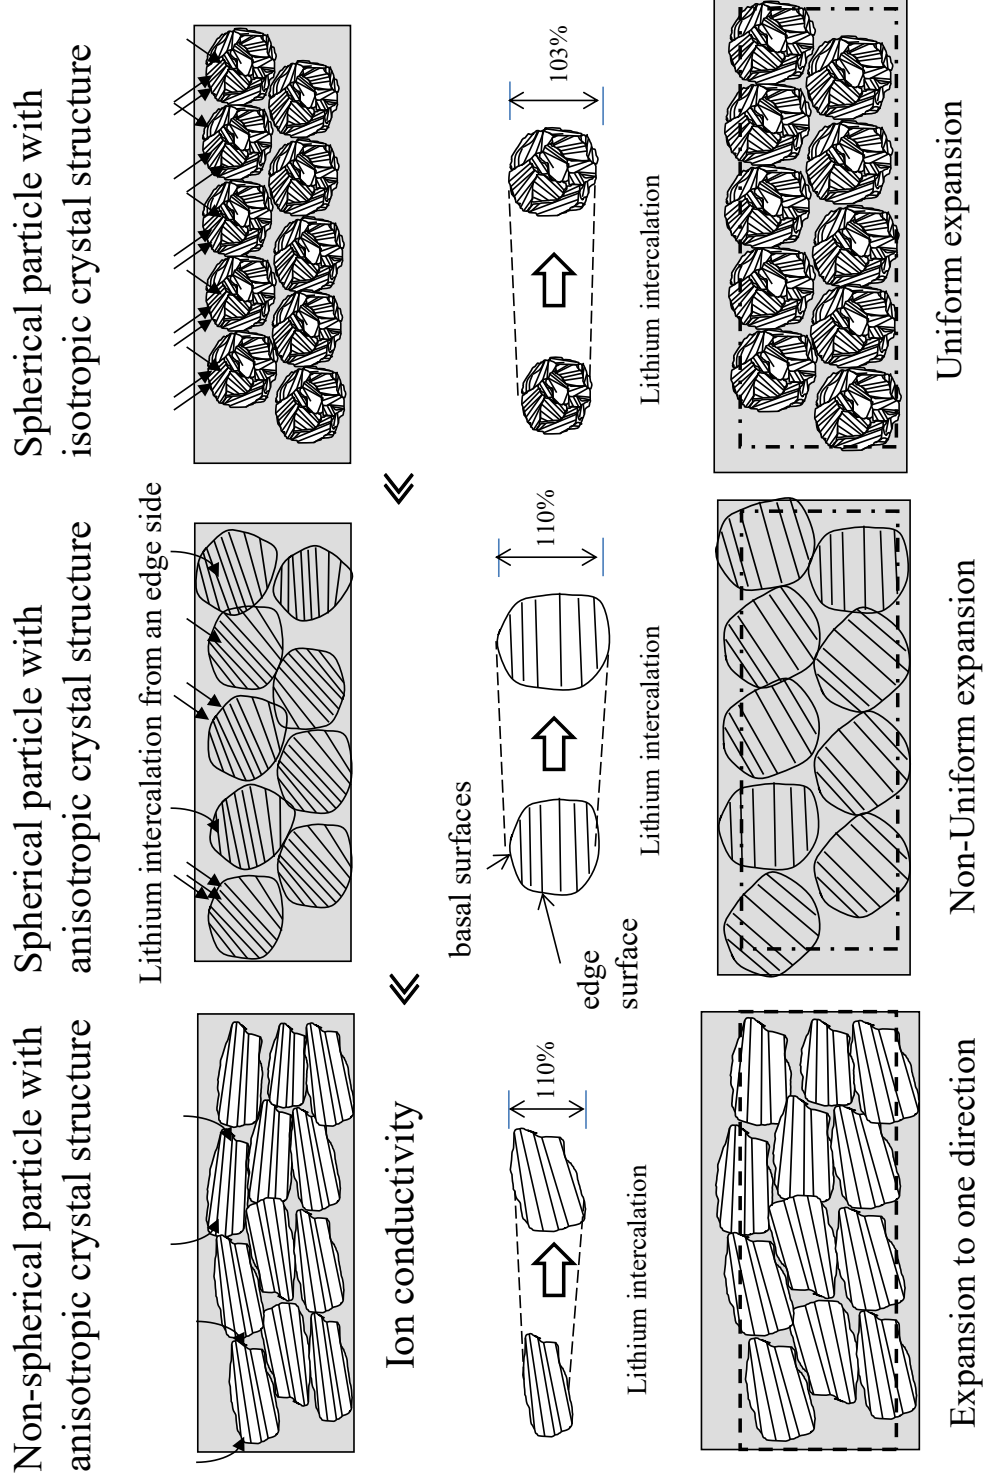 Non-spherical particle with
anisotropic crystal structure
Spherical particle with
anisotropic crystal structure
Spherical particle with
isotropic crystal structure
Lithium intercalation from an edge side
Ion conductivity
basal surfaces
edge
surface
110%
110%
103%
Lithium intercalation
Lithium intercalation
Lithium intercalation
Expansion to one direction
Non-Uniform expansion
Uniform expansion